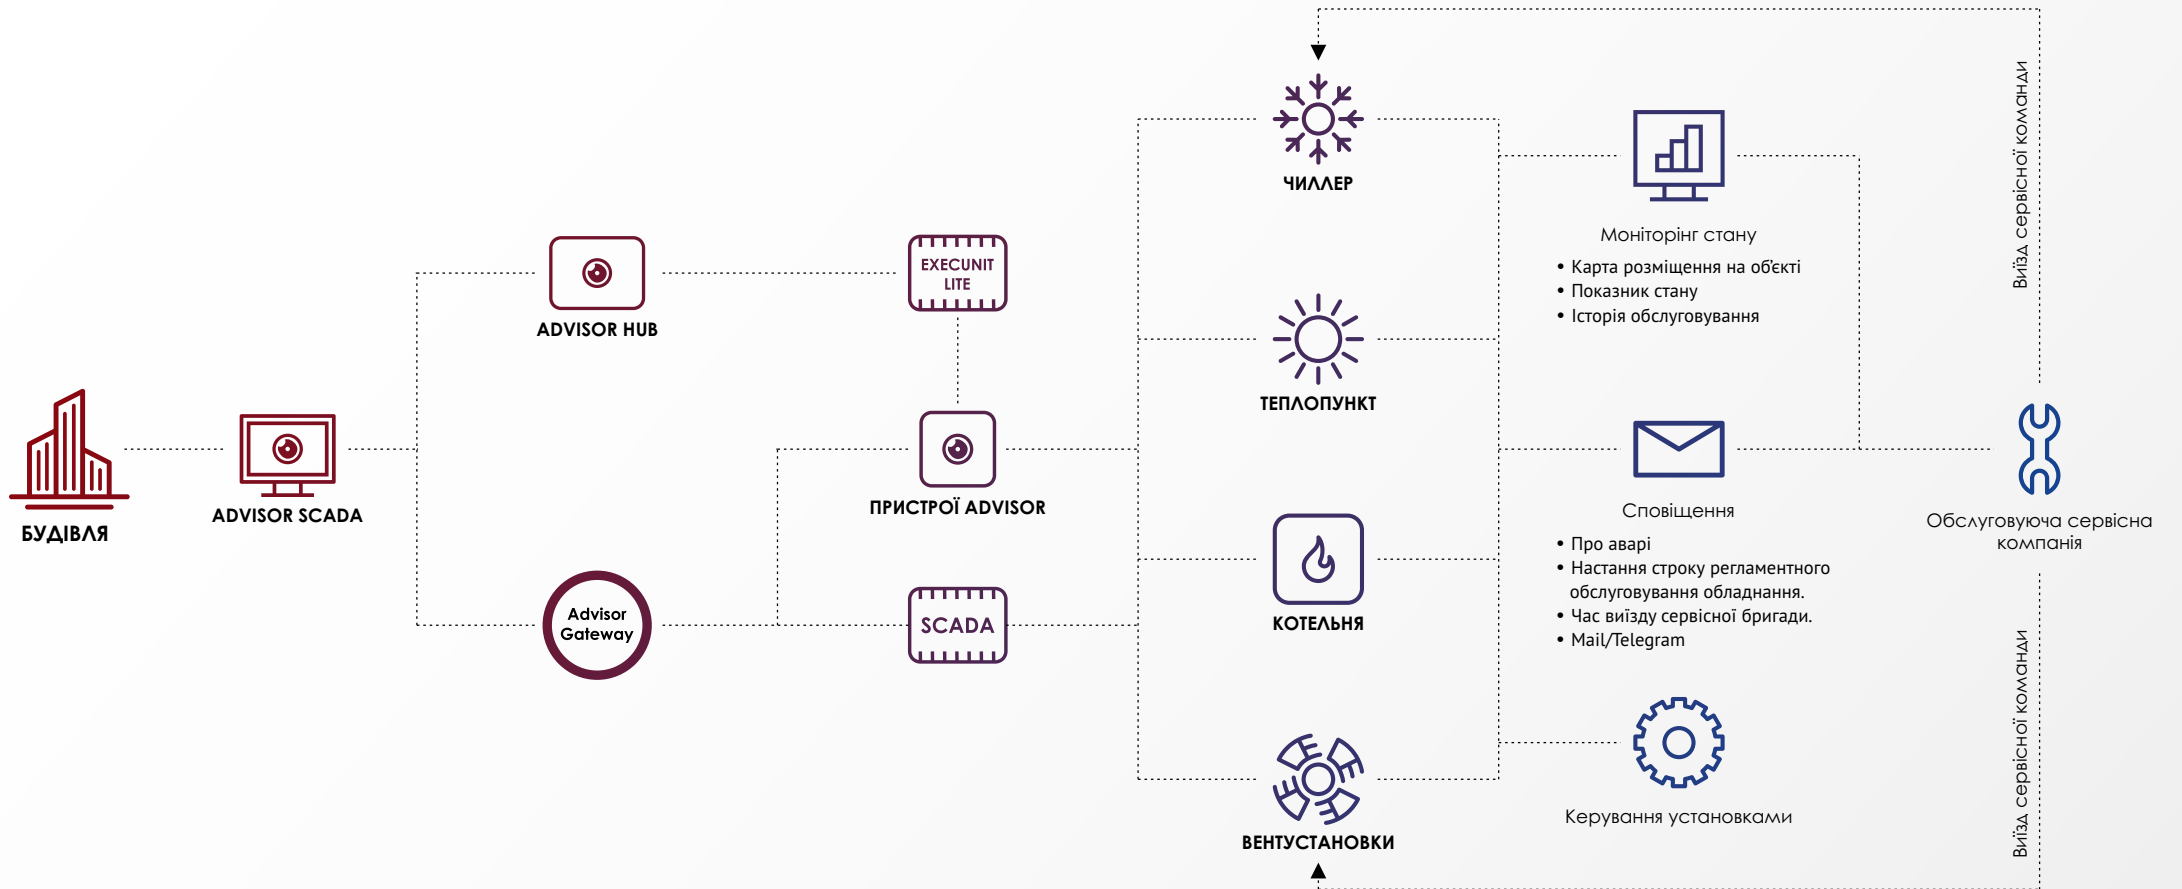 БУДІВЛЯ
ADVISOR SCADA
ADVISOR HUB
Advisor
Gateway
EXECUNIT
LITE
ПРИСТРОЇ ADVISOR
SCADA
ЧИЛЛЕР
ТЕПЛОПУНКТ
КОТЕЛЬНЯ
ВЕНТУСТАНОВКИ
Моніторінг стану
• Карта розміщення на об'єкті
• Показник стану
• Історія обслуговування
Сповіщення
• Про аварі
• Настання строку регламентного
обслуговування обладнання.
• Час виїзду сервісної бригади.
• Mail/Telegram
Керування установками
Виїзд сервісної команди
Обслуговуюча сервісна
компанія
Виїзд сервісної команди